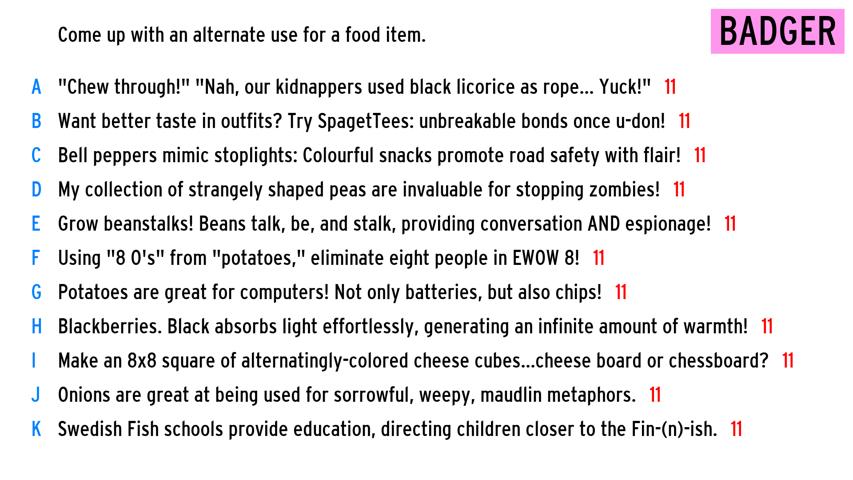 Come up with an alternate use for a food item.
BADGER
A "Chew through!" "Nah, our kidnappers used black licorice as rope... Yuck!" 11
B Want better taste in outfits? Try SpagetTees: unbreakable bonds once u-don! 11
C Bell peppers mimic stoplights: Colourful snacks promote road safety with flair! 11
D My collection of strangely shaped peas are invaluable for stopping zombies! 11
E Grow beanstalks! Beans talk, be, and stalk, providing conversation AND espionage! 11
F Using "8 O's" from "potatoes," eliminate eight people in EWOW 8! 11
G Potatoes are great for computers! Not only batteries, but also chips! 11
H Blackberries. Black absorbs light effortlessly, generating an infinite amount of warmth! 11
I Make an 8x8 square of alternatingly-colored cheese cubes...cheese board or chessboard? 11
J Onions are great at being used for sorrowful, weepy, maudlin metaphors. 11
K Swedish Fish schools provide education, directing children closer to the Fin-(n)-ish. 11